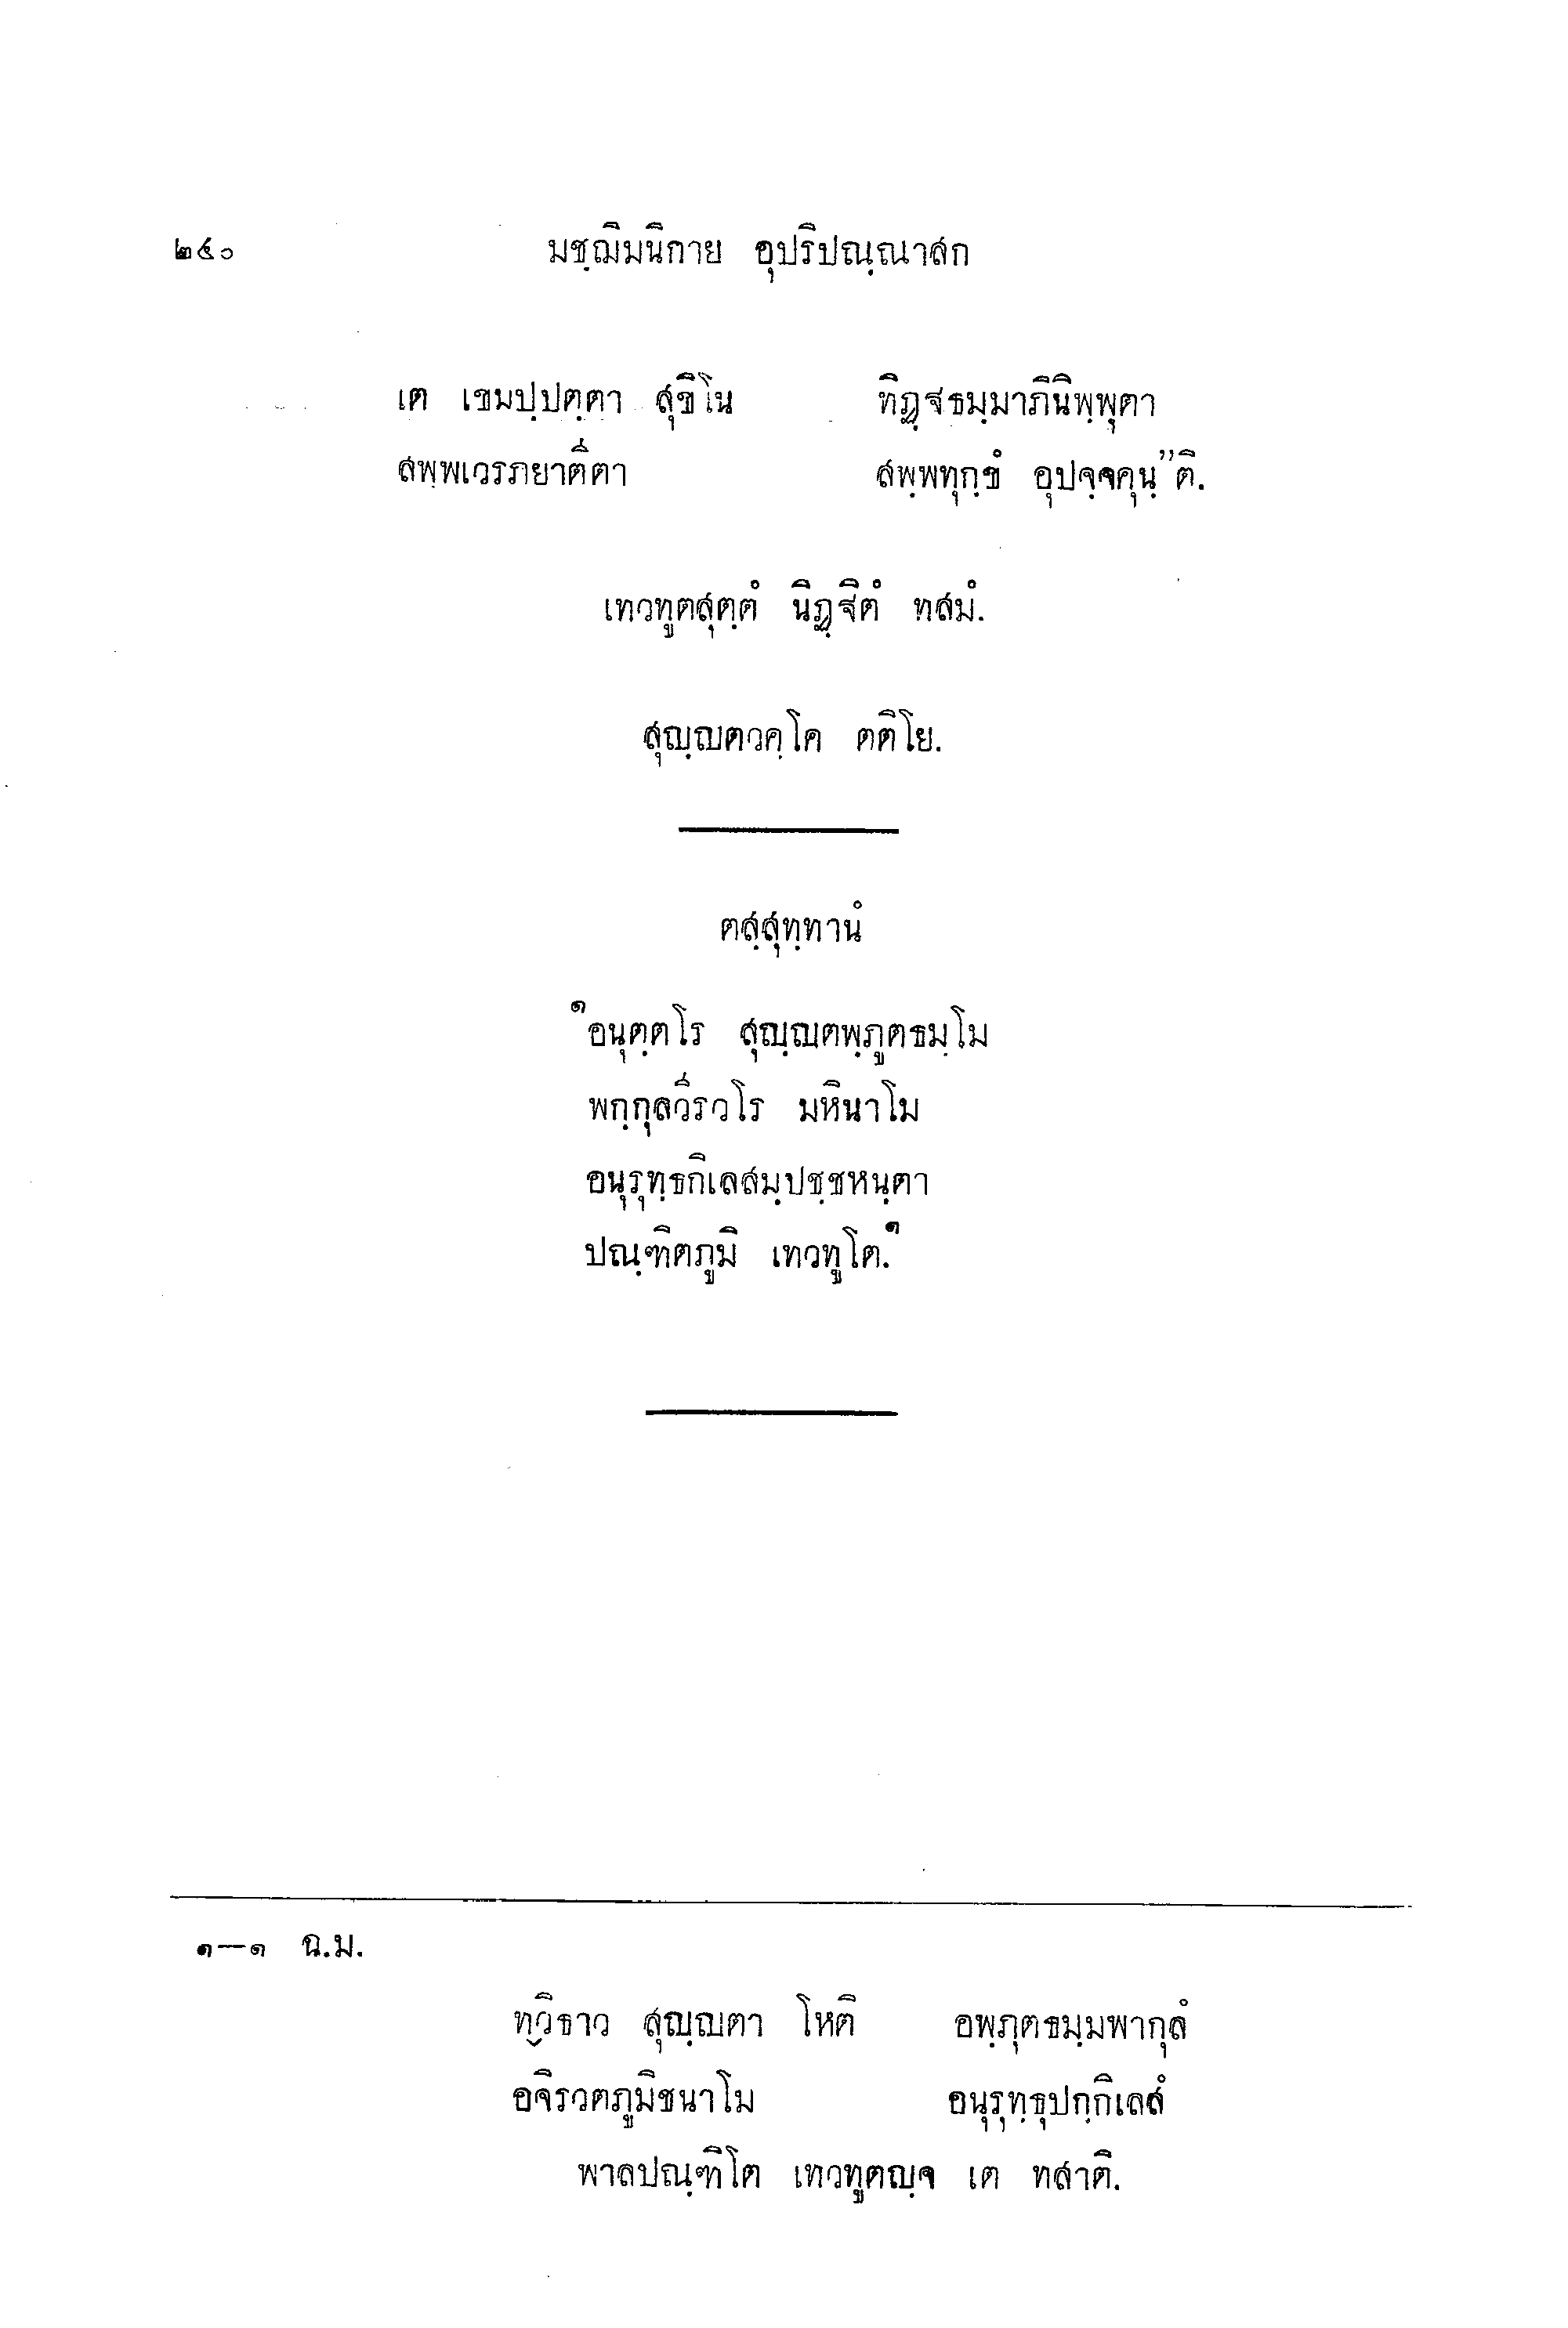 ๒๔๐ มชฺฌิมนิกาย อุปริปณฺณาสก
เต เขมปฺปตฺตา สุขิโน ทิฏฺฐธมฺมาภินิพฺพุตา
สพฺพเวรภยาตีตา สพฺพทุกฺขํ อุปจฺจคุนฺ”ติ.
เทวทูตสุตฺตํ นิฏฺฐิตํ ทสมํ.
สุญฺญตวคฺโค ตติโย.
ตสฺสุทฺทานํ
๑อนุตฺตโร สุญฺญตพฺภูตธมฺโม
พกฺกุลวีรวโร มหินาโม
อนุรุทฺธกิเลสมฺปชฺชหนฺตา
ปณฺฑิตภูมิ เทวทูโต.๑
๑—๑ ฉ.ม.
ทฺวิธาว สุญฺญตา โหติ อพฺภุตธมฺมพากุลํ
อจิรวตภูมิชนาโม อนุรุทฺธุปกฺกิเลสํ
พาลปณฺฑิโต เทวทูตญฺจ เต ทสาติ.